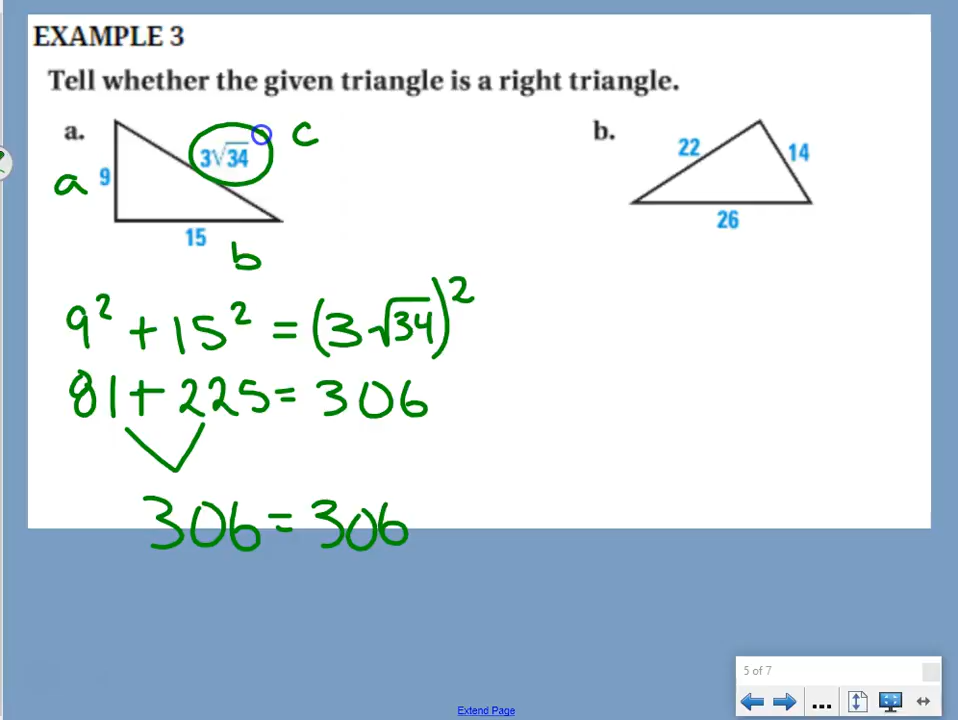 EXAMPLE 3
Tell whether the given triangle is a right triangle.
a.
a
9
3√34
c
15
b
b.
22
14
26
9² + 15² = (3√34)²
81 + 225 = 306
306 = 306
5 of 7
...
Extend Page